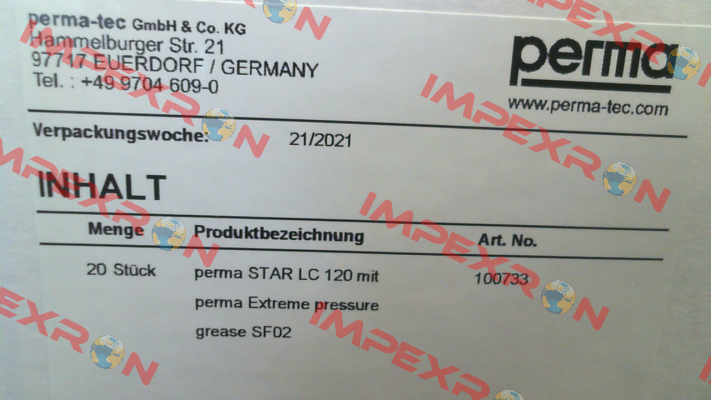 perma-tec GmbH & Co. KG
Hammelburger Str. 21
97717 EUERDORF / GERMANY
Tel. : +49 9704 609-0
perma
www.perma-tec.com
Verpackungswoche: 21/2021
INHALT
Menge Produktbezeichnung Art. No.
20 Stück perma STAR LC 120 mit 100733
perma Extreme pressure
grease SF02
IMPEXRON
IMPEXRON
IMPEXRON
IMPEXRON
IMPEXRON
IMPEXRON